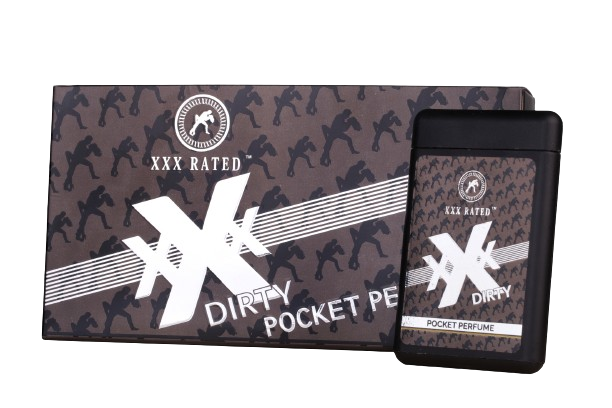 XXX RATED™
XXX
DIRTY
POCKET PE
XXX RATED™
XXX
DIRTY
POCKET PERFUME